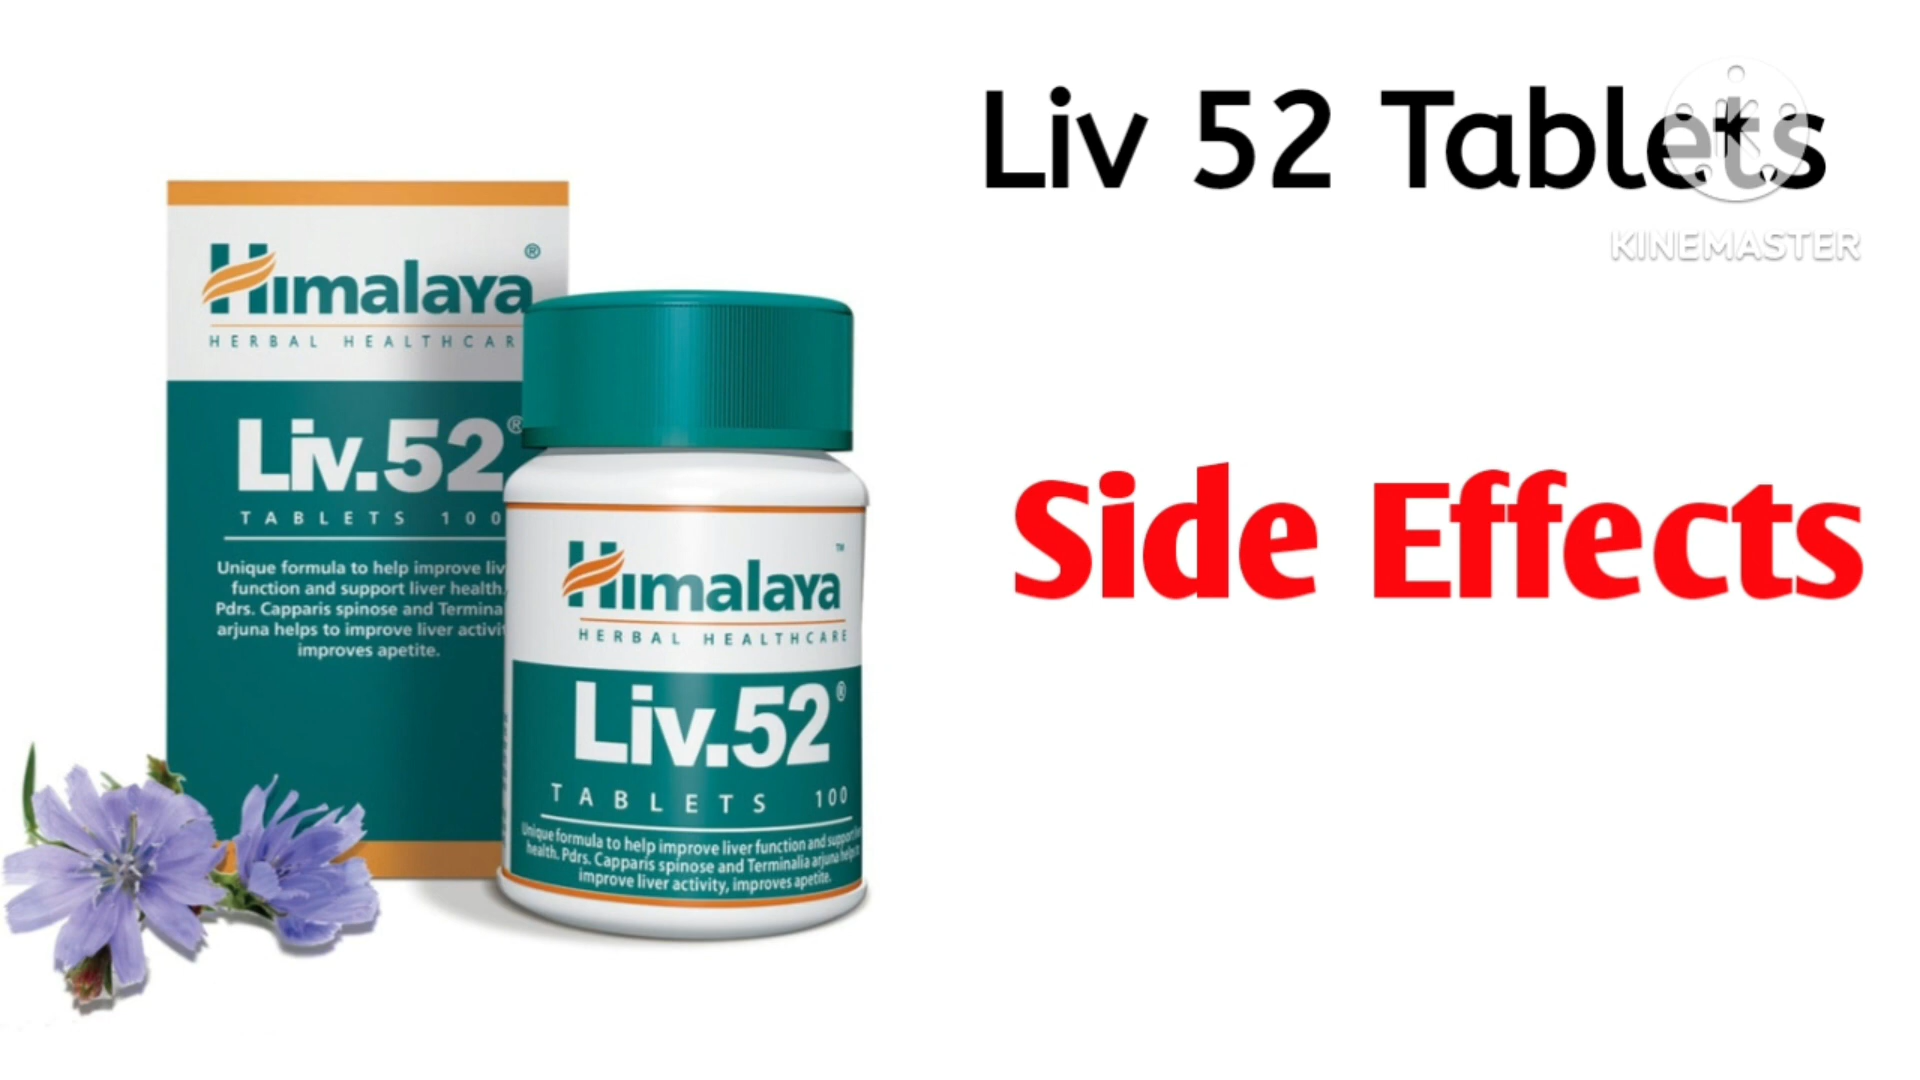 Liv 52 Tablets
KINEMASTER
Side Effects
Himalaya®
HERBAL HEALTHCAR
Liv.52®
TABLETS 100
Unique formula to help improve liv
function and support liver health.
Pdrs. Capparis spinose and Termina
arjuna helps to improve liver activi
improves apetite.
Himalaya™
HERBAL HEALTHCARE
Liv.52®
TABLETS 100
Unique formula to help improve liver function and support
health. Pdrs. Capparis spinose and Terminalia arjuna helps
improve liver activity, improves apetite.